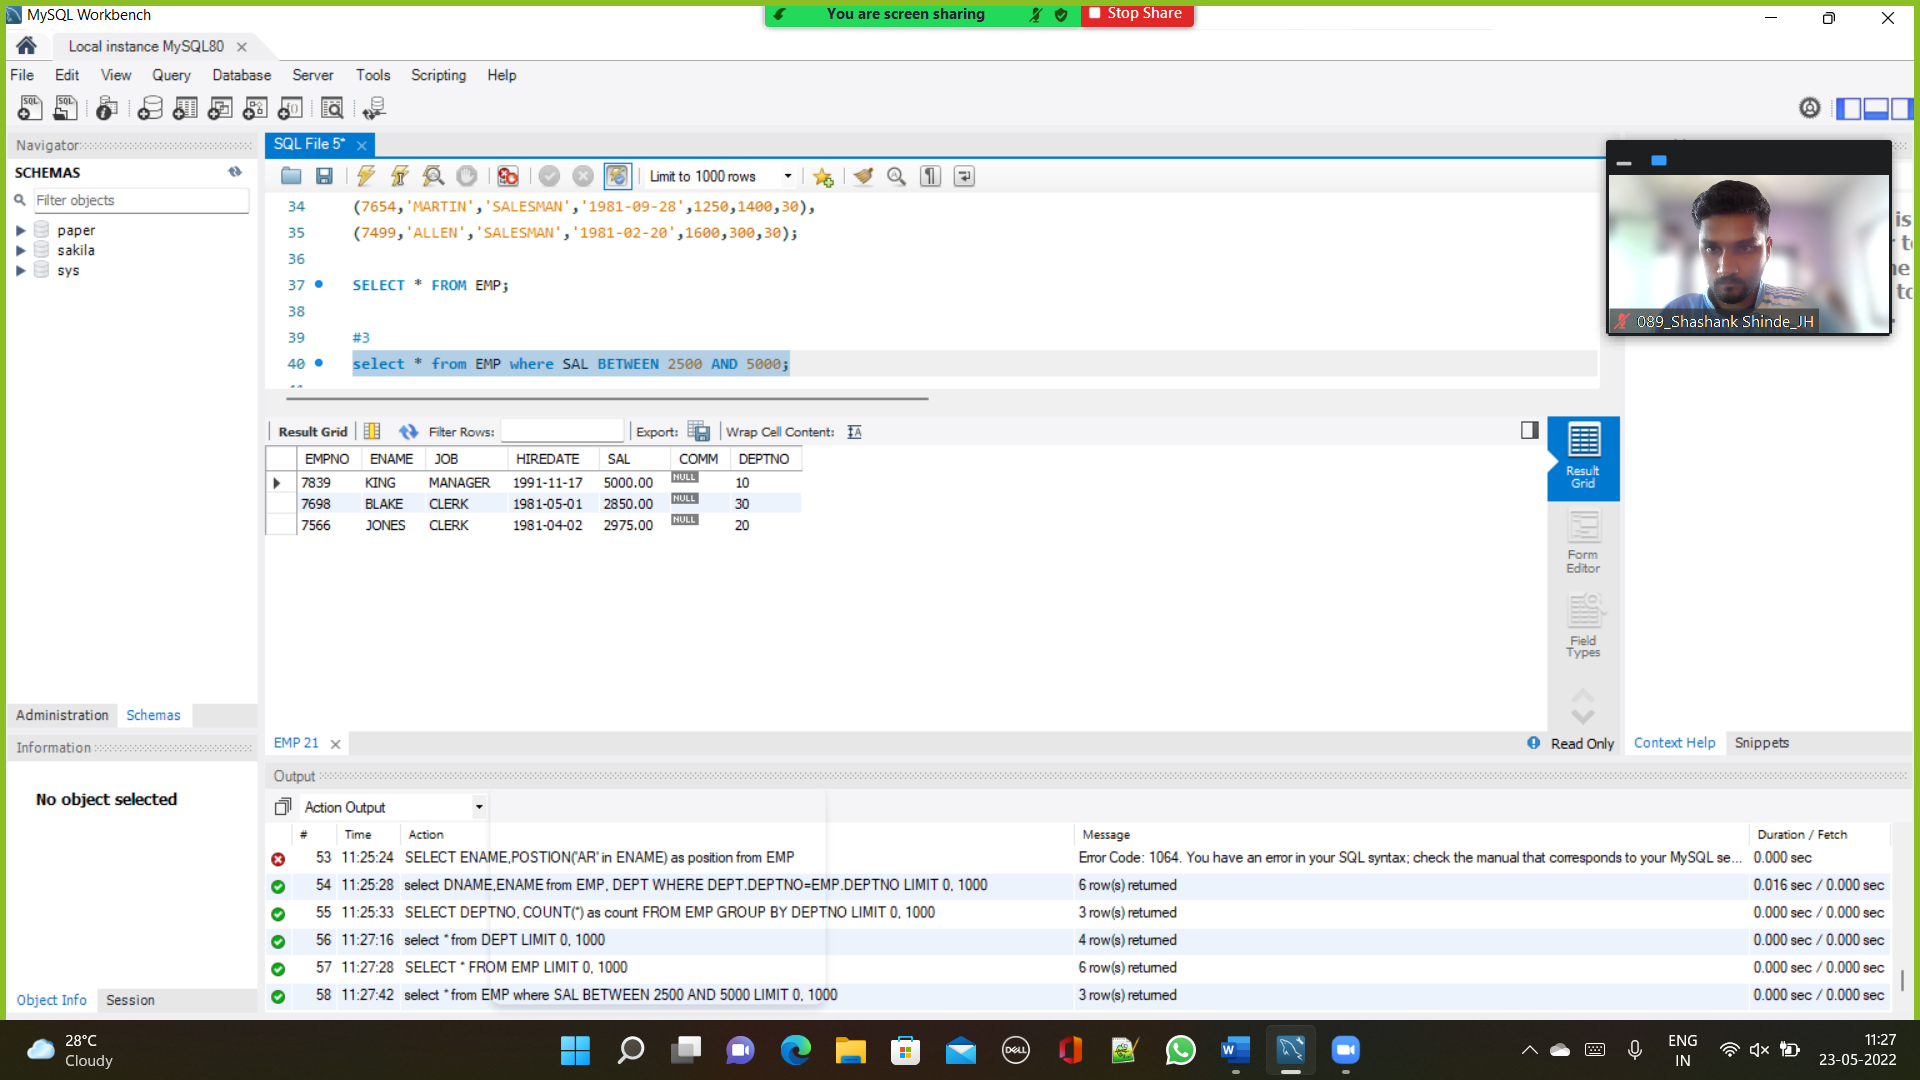 MySQL Workbench
You are screen sharing
Stop Share
Local instance MySQL80
File Edit View Query Database Server Tools Scripting Help
Navigator
SCHEMAS
Filter objects
paper
sakila
sys
SQL File 5*
Limit to 1000 rows
34 (7654,'MARTIN','SALESMAN','1981-09-28',1250,1400,30),
35 (7499,'ALLEN','SALESMAN','1981-02-20',1600,300,30);
36
37 SELECT * FROM EMP;
38
39 #3
40 select * from EMP where SAL BETWEEN 2500 AND 5000;
089_Shashank Shinde_JH
Result Grid Filter Rows: Export: Wrap Cell Content:
EMPNO ENAME JOB HIREDATE SAL COMM DEPTNO
7839 KING MANAGER 1991-11-17 5000.00 NULL 10
7698 BLAKE CLERK 1981-05-01 2850.00 NULL 30
7566 JONES CLERK 1981-04-02 2975.00 NULL 20
Result
Grid
Form
Editor
Field
Types
Administration Schemas
Information
No object selected
Object Info Session
EMP 21
Read Only
Context Help Snippets
Output
Action Output
# Time Action Message Duration / Fetch
53 11:25:24 SELECT ENAME,POSTION('AR' in ENAME) as position from EMP Error Code: 1064. You have an error in your SQL syntax; check the manual that corresponds to your MySQL se... 0.000 sec
54 11:25:28 select DNAME,ENAME from EMP, DEPT WHERE DEPT.DEPTNO=EMP.DEPTNO LIMIT 0, 1000 6 row(s) returned 0.016 sec / 0.000 sec
55 11:25:33 SELECT DEPTNO, COUNT(*) as count FROM EMP GROUP BY DEPTNO LIMIT 0, 1000 3 row(s) returned 0.000 sec / 0.000 sec
56 11:27:16 select * from DEPT LIMIT 0, 1000 4 row(s) returned 0.000 sec / 0.000 sec
57 11:27:28 SELECT * FROM EMP LIMIT 0, 1000 6 row(s) returned 0.000 sec / 0.000 sec
58 11:27:42 select * from EMP where SAL BETWEEN 2500 AND 5000 LIMIT 0, 1000 3 row(s) returned 0.000 sec / 0.000 sec
28°C
Cloudy
DELL
ENG
IN
11:27
23-05-2022